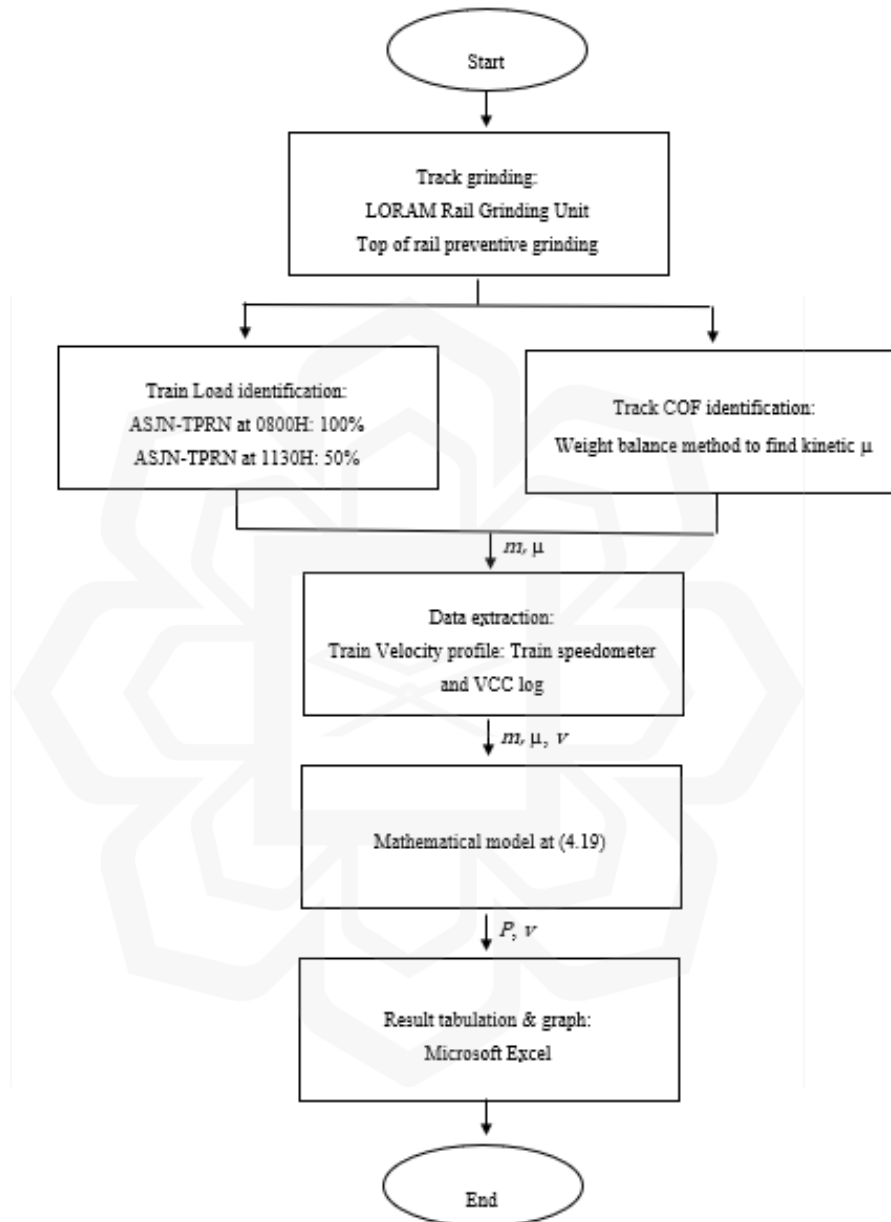 Start
Track grinding:
LORAM Rail Grinding Unit
Top of rail preventive grinding
Train Load identification:
ASJN-TPRN at 0800H: 100%
ASJN-TPRN at 1130H: 50%
Track COF identification:
Weight balance method to find kinetic μ
m, μ
Data extraction:
Train Velocity profile: Train speedometer
and VCC log
m, μ, v
Mathematical model at (4.19)
P, v
Result tabulation & graph:
Microsoft Excel
End